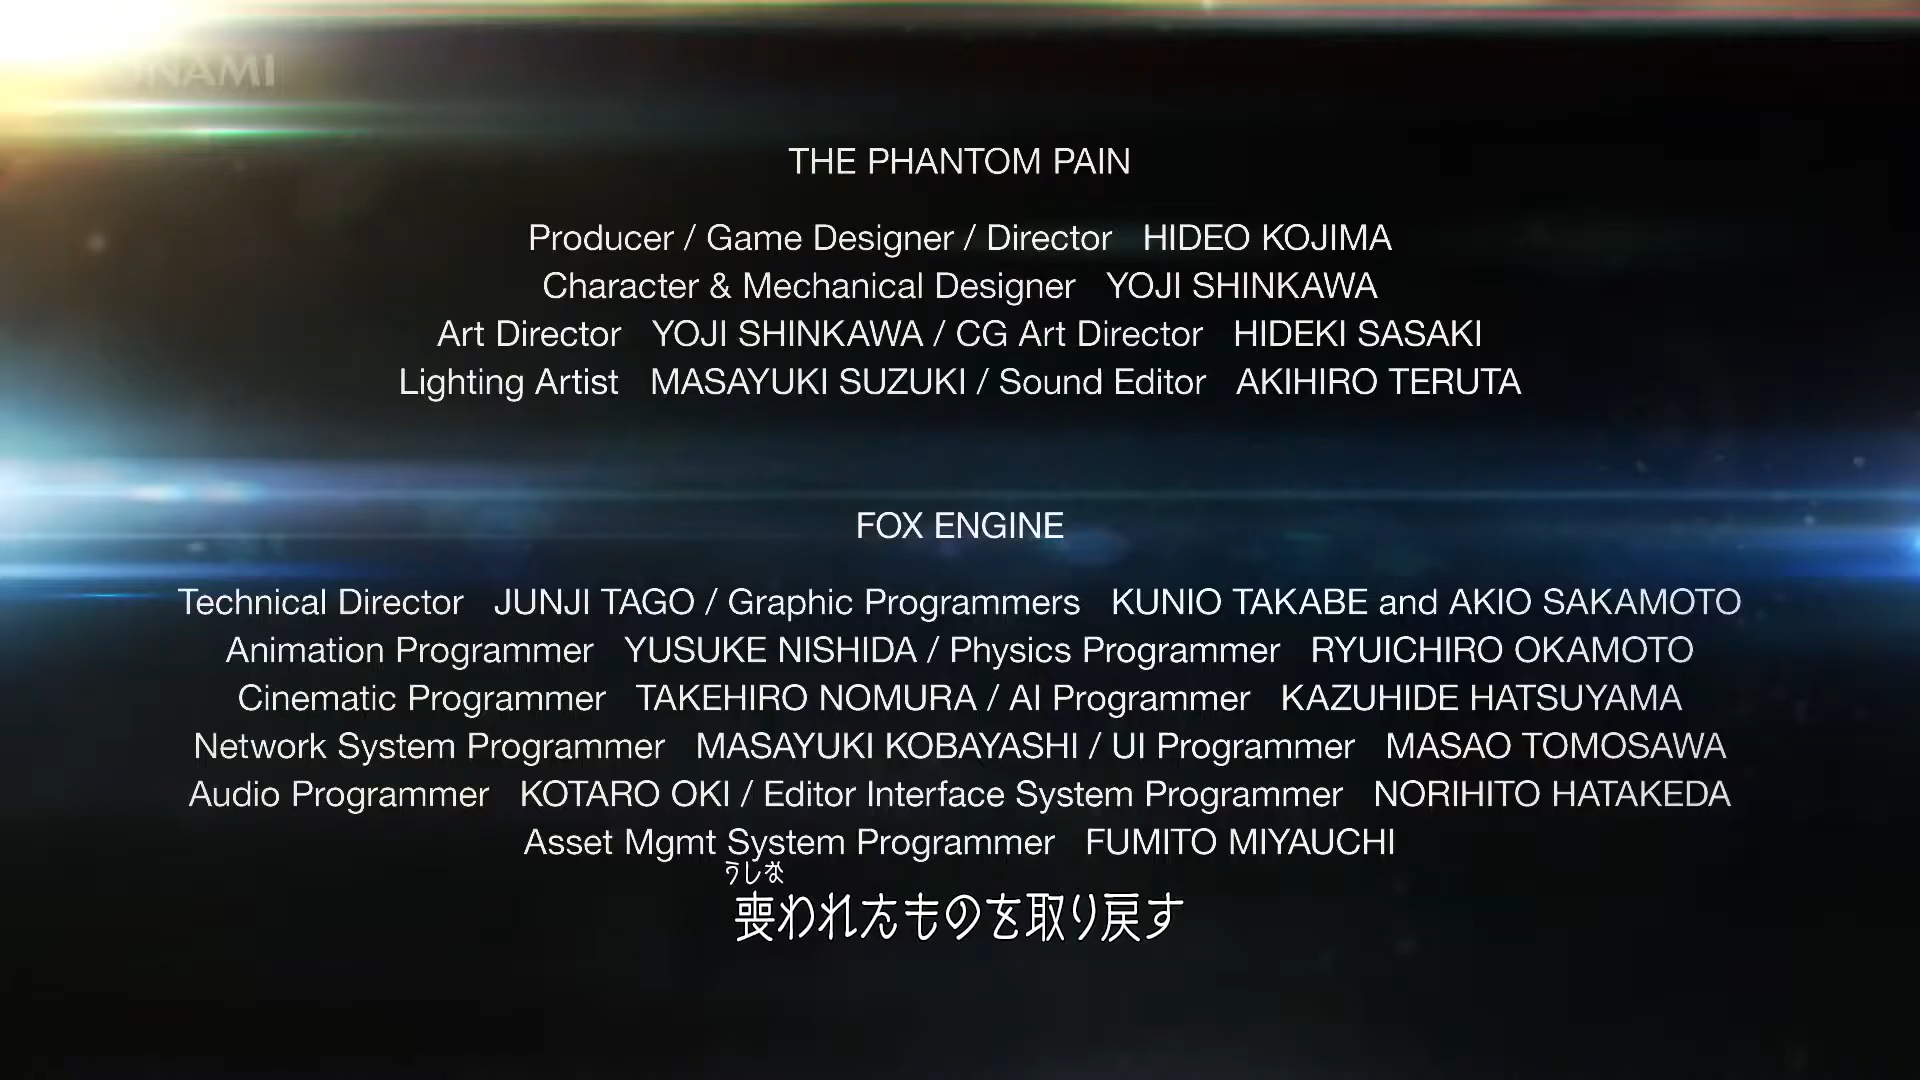 KONAMI
THE PHANTOM PAIN
Producer / Game Designer / Director HIDEO KOJIMA
Character & Mechanical Designer YOJI SHINKAWA
Art Director YOJI SHINKAWA / CG Art Director HIDEKI SASAKI
Lighting Artist MASAYUKI SUZUKI / Sound Editor AKIHIRO TERUTA
FOX ENGINE
Technical Director JUNJI TAGO / Graphic Programmers KUNIO TAKABE and AKIO SAKAMOTO
Animation Programmer YUSUKE NISHIDA / Physics Programmer RYUICHIRO OKAMOTO
Cinematic Programmer TAKEHIRO NOMURA / AI Programmer KAZUHIDE HATSUYAMA
Network System Programmer MASAYUKI KOBAYASHI / UI Programmer MASAO TOMOSAWA
Audio Programmer KOTARO OKI / Editor Interface System Programmer NORIHITO HATAKEDA
Asset Mgmt System Programmer FUMITO MIYAUCHI
うしな
喪われたものを取り戻す